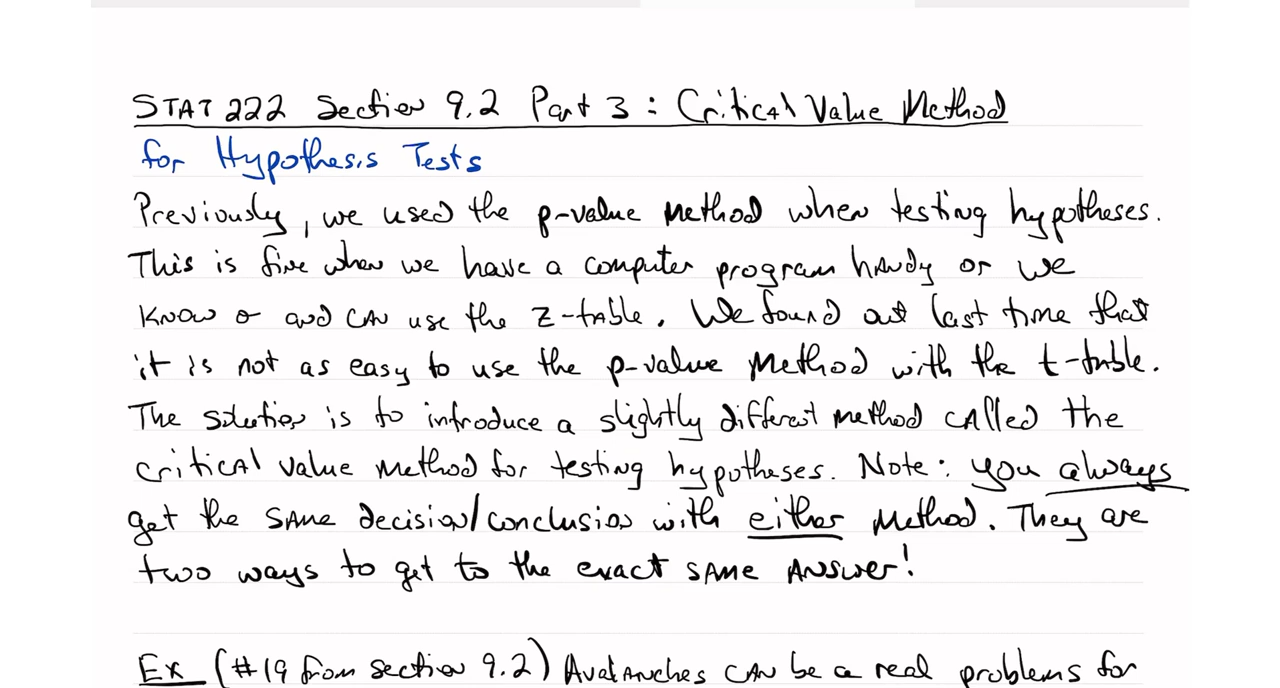 STAT 222 Section 9.2 Part 3: Critical Value Method
for Hypothesis Tests
Previously, we used the p-value method when testing hypotheses.
This is fine when we have a computer program handy or we
know σ and can use the z-table. We found out last time that
it is not as easy to use the p-value method with the t-table.
The solution is to introduce a slightly different method called the
critical value method for testing hypotheses. Note: you always
get the same decision/conclusion with either method. They are
two ways to get to the exact same answer!
Ex (#19 from section 9.2) Avalanches can be a real problems for